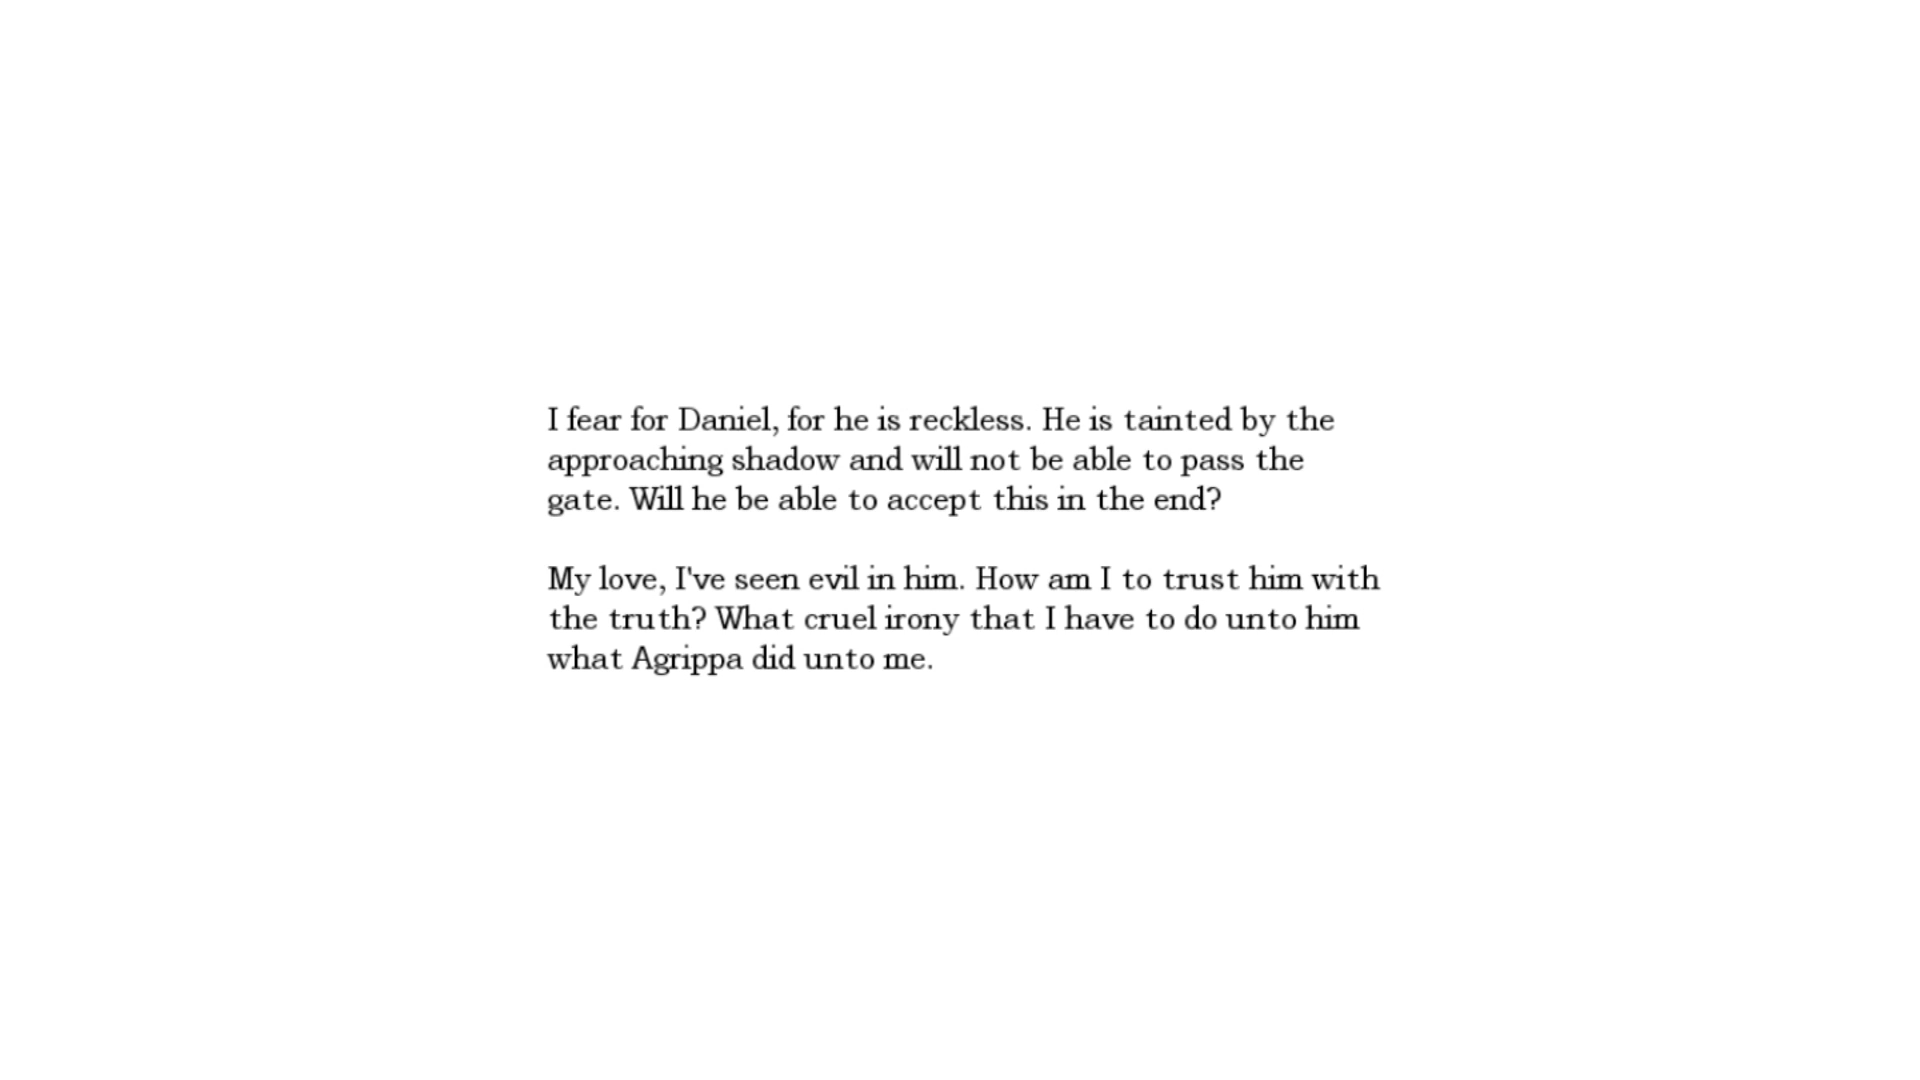 I fear for Daniel, for he is reckless. He is tainted by the
approaching shadow and will not be able to pass the
gate. Will he be able to accept this in the end?
My love, I've seen evil in him. How am I to trust him with
the truth? What cruel irony that I have to do unto him
what Agrippa did unto me.